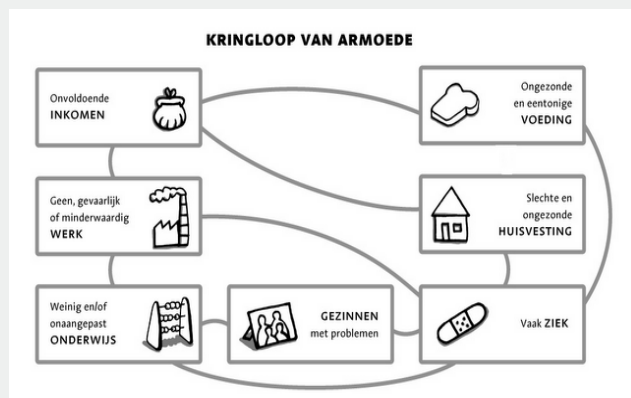 KRINGLOOP VAN ARMOEDE
Onvoldoende
INKOMEN
Ongezonde
en eentonige
VOEDING
Geen, gevaarlijk
of minderwaardig
WERK
Slechte en
ongezonde
HUISVESTING
Weinig en/of
onaangepast
ONDERWIJS
GEZINNEN
met problemen
Vaak ZIEK